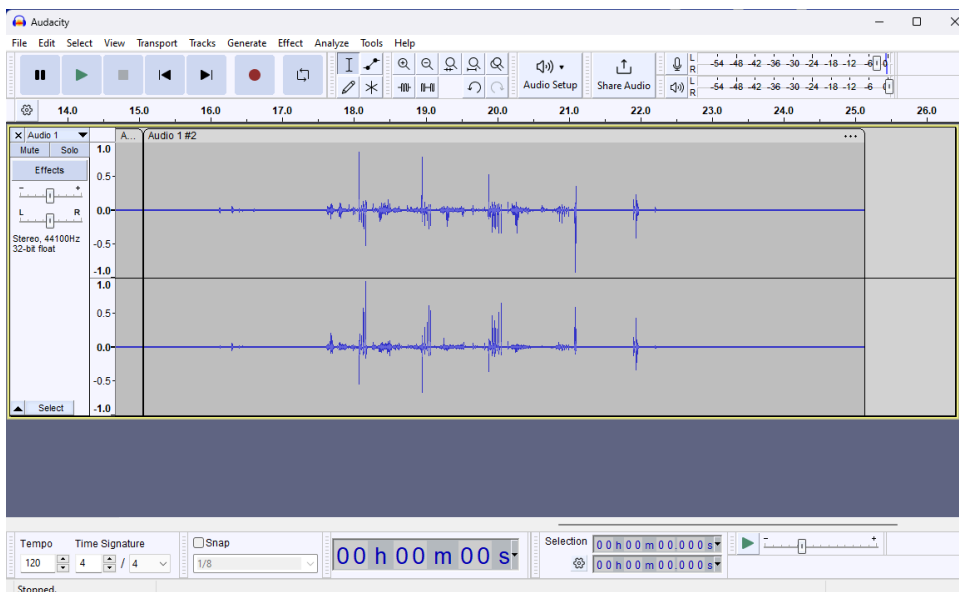 Audacity
File Edit Select View Transport Tracks Generate Effect Analyze Tools Help
Audio Setup
Share Audio
L
R
-54 -48 -42 -36 -30 -24 -18 -12 -6 0
L
R
-54 -48 -42 -36 -30 -24 -18 -12 -6 0
14.0 15.0 16.0 17.0 18.0 19.0 20.0 21.0 22.0 23.0 24.0 25.0 26.0
Audio 1
A... Audio 1 #2 ...
Mute Solo
Effects
- +
L R
Stereo, 44100Hz
32-bit float
1.0
0.5-
0.0-
-0.5-
-1.0
1.0
0.5-
0.0-
-0.5-
-1.0
Select
Tempo Time Signature
120 4 / 4
Snap
1/8
00 h 00 m 00 s
Selection
00 h 00 m 00.000 s
00 h 00 m 00.000 s
- +
Stopped.